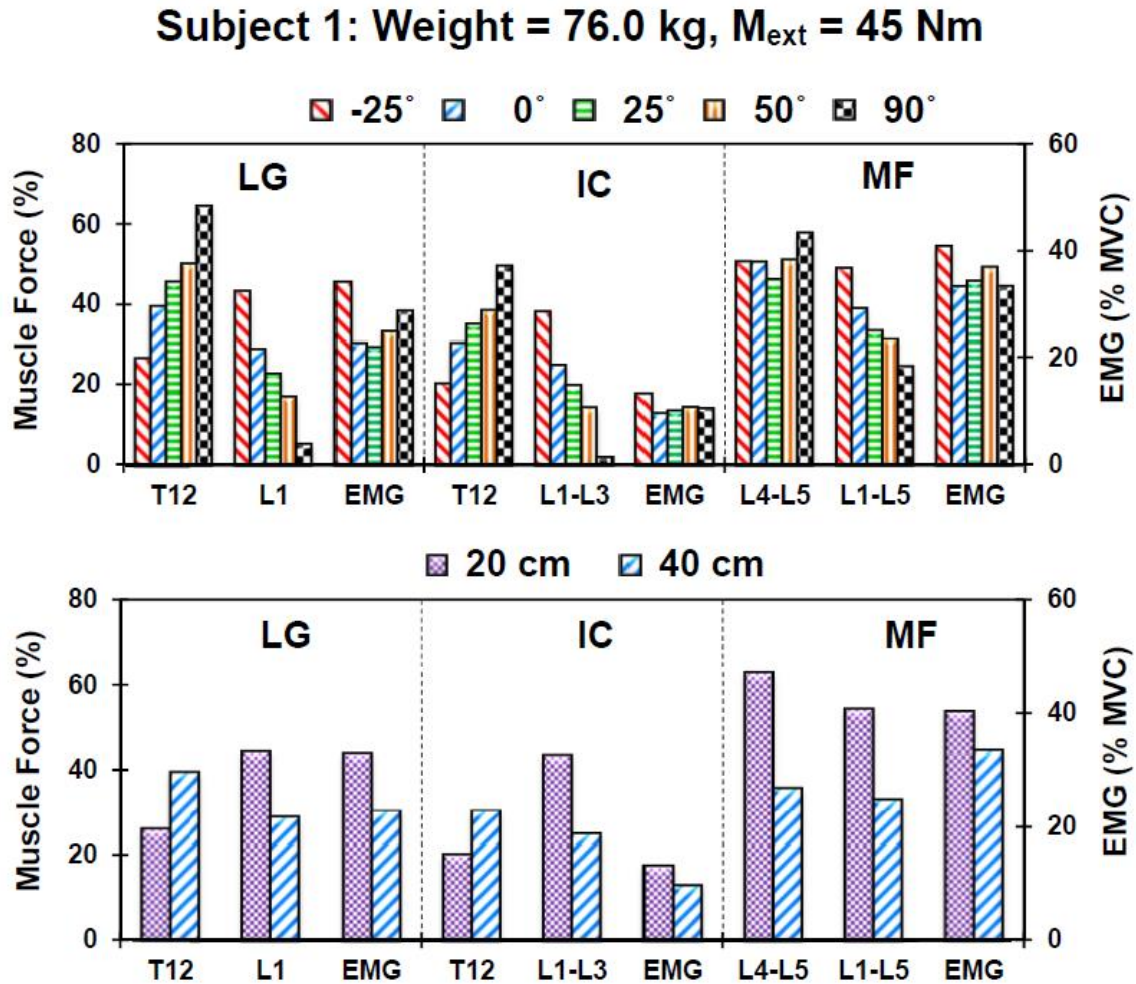 Subject 1: Weight = 76.0 kg, Mext = 45 Nm
-25° 0° 25° 50° 90°
80 60
LG IC MF
60
40
40
20
20
0 0
Muscle Force (%)
EMG (% MVC)
T12 L1 EMG T12 L1-L3 EMG L4-L5 L1-L5 EMG
20 cm 40 cm
80 60
LG IC MF
60
40
40
20
20
0 0
Muscle Force (%)
EMG (% MVC)
T12 L1 EMG T12 L1-L3 EMG L4-L5 L1-L5 EMG